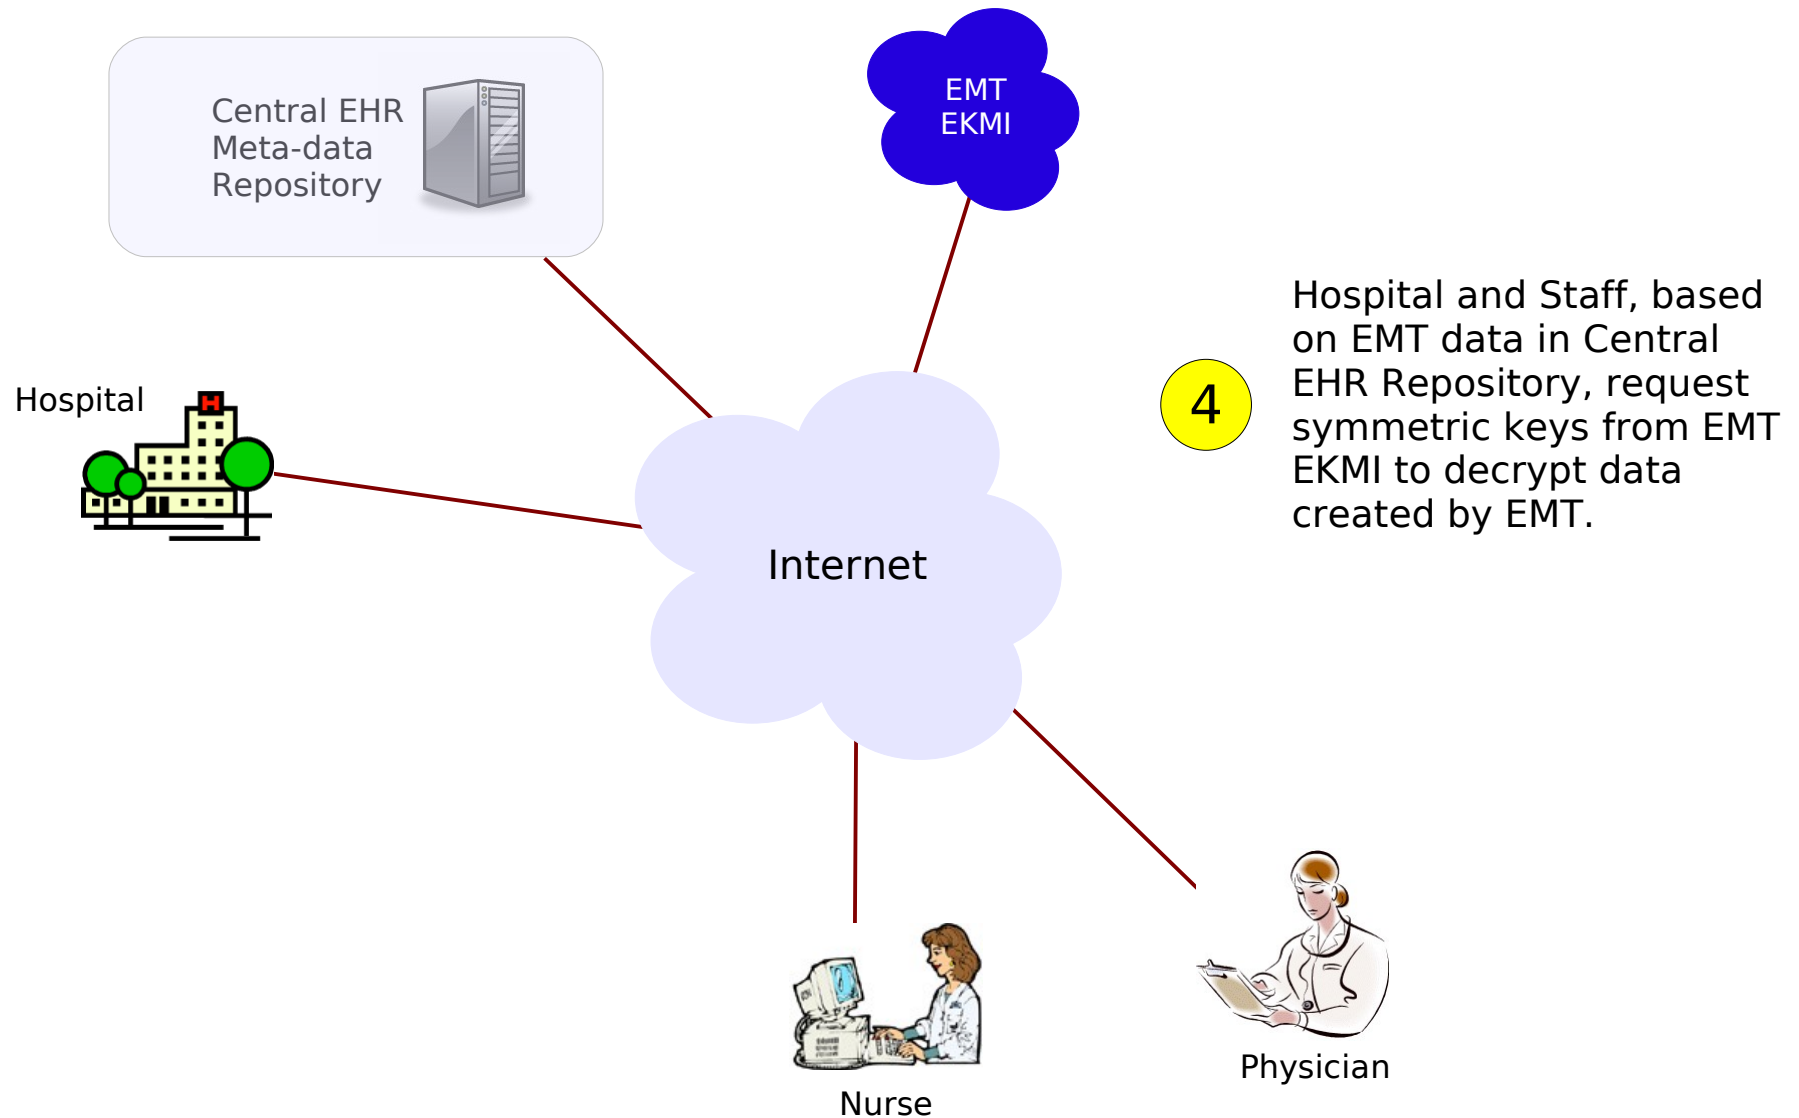 Central EHR
Meta-data
Repository
EMT
EKMI
Hospital
H
Internet
4
Hospital and Staff, based
on EMT data in Central
EHR Repository, request
symmetric keys from EMT
EKMI to decrypt data
created by EMT.
Nurse
Physician